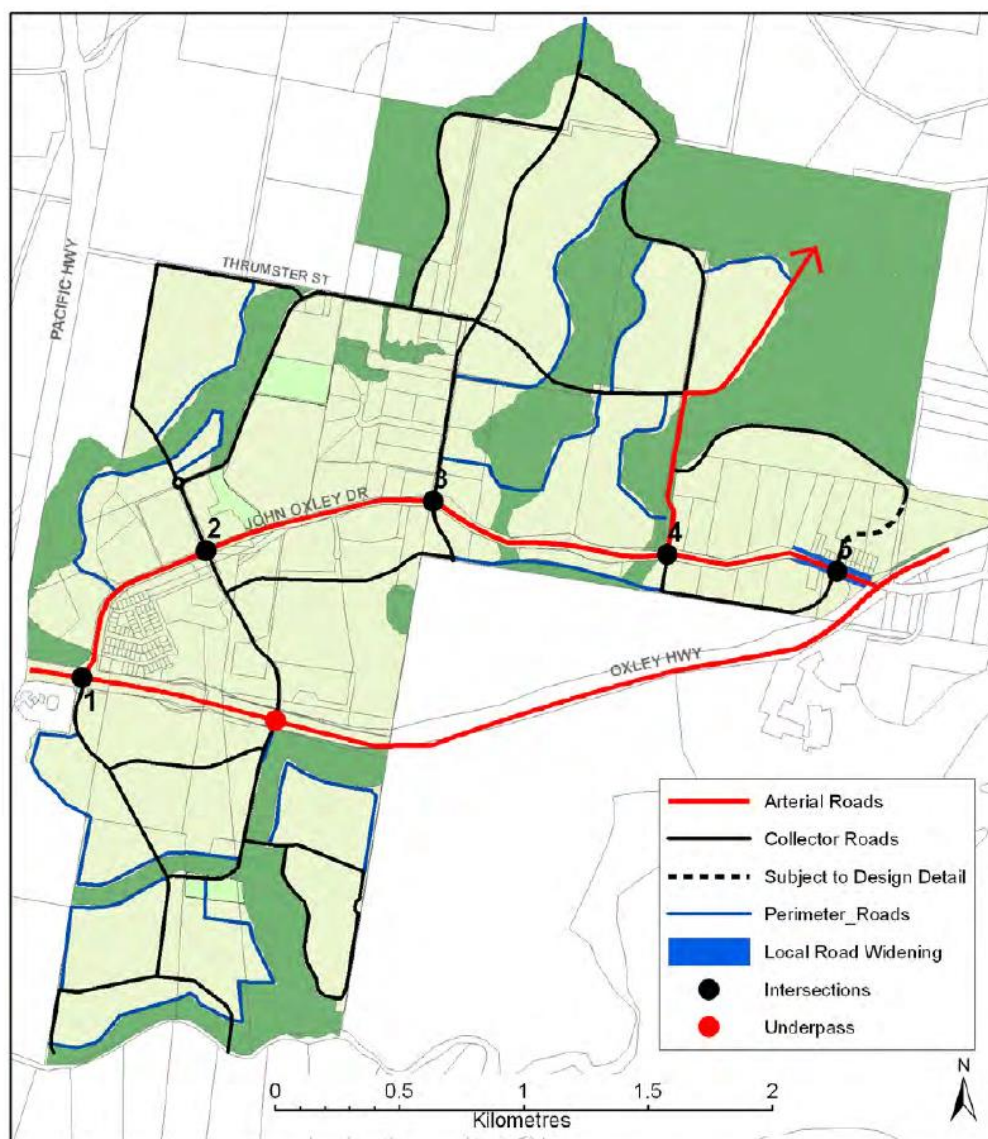 THRUMSTER ST
PACIFIC HWY
JOHN OXLEY DR
3
2
4
5
1
OXLEY HWY
Arterial Roads
Collector Roads
Subject to Design Detail
Perimeter_Roads
Local Road Widening
Intersections
Underpass
N
0 0.5 1 1.5 2
Kilometres